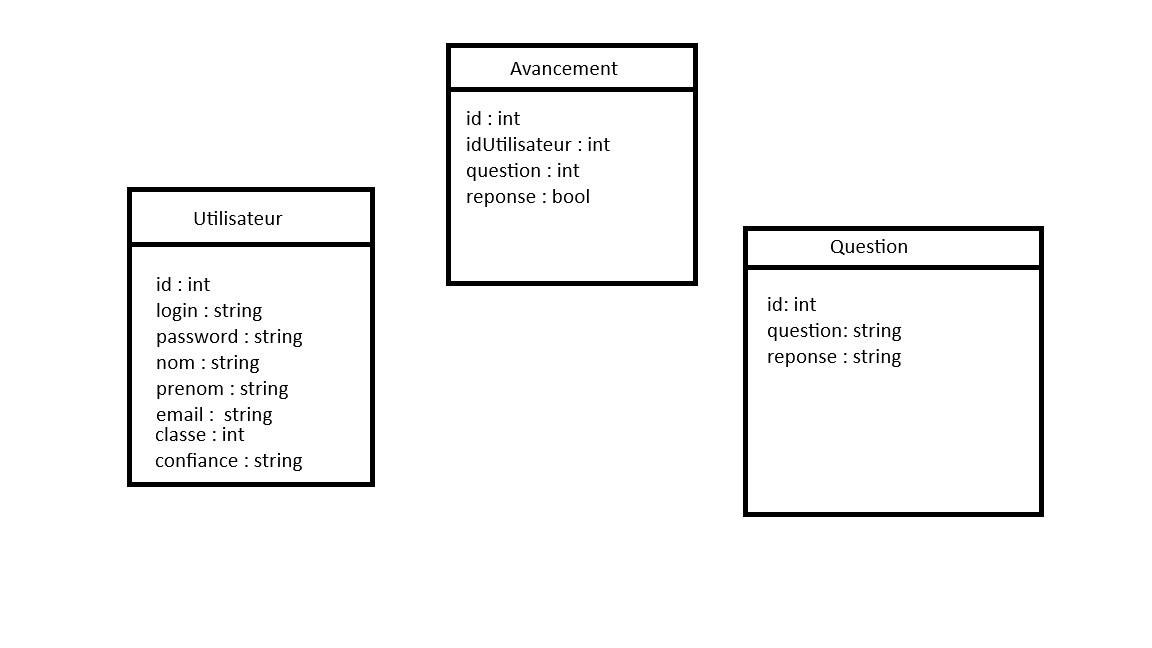 Avancement
id : int
idUtilisateur : int
question : int
reponse : bool
Utilisateur
id : int
login : string
password : string
nom : string
prenom : string
email :  string
classe : int
confiance : string
Question
id: int
question: string
reponse : string